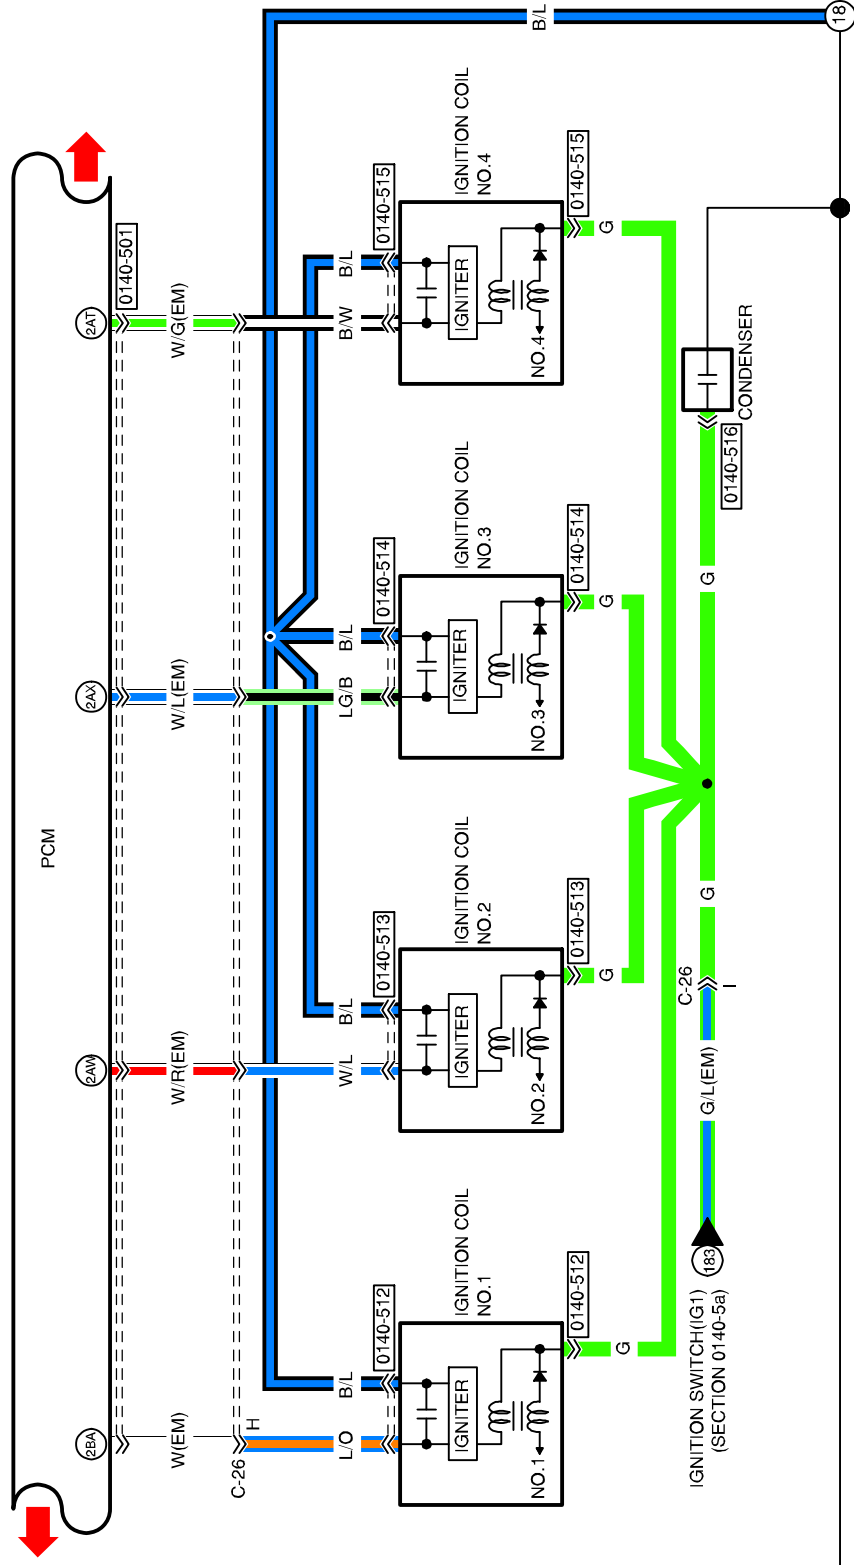 PCM
2BA
2AW
2AX
2AT
0140-501
W(EM)
W/R(EM)
W/L(EM)
W/G(EM)
C-26
H
L/O
B/L
W/L
B/L
LG/B
B/L
B/W
B/L
B/L
0140-512
0140-513
0140-514
0140-515
IGNITION COIL
NO.1
IGNITION COIL
NO.2
IGNITION COIL
NO.3
IGNITION COIL
NO.4
IGNITER
IGNITER
IGNITER
IGNITER
NO.1
NO.2
NO.3
NO.4
0140-512
0140-513
0140-514
0140-515
G
G
G
G
IGNITION SWITCH(IG1)
(SECTION 0140-5a)
183
G/L(EM)
C-26
I
G
G
0140-516
CONDENSER
18